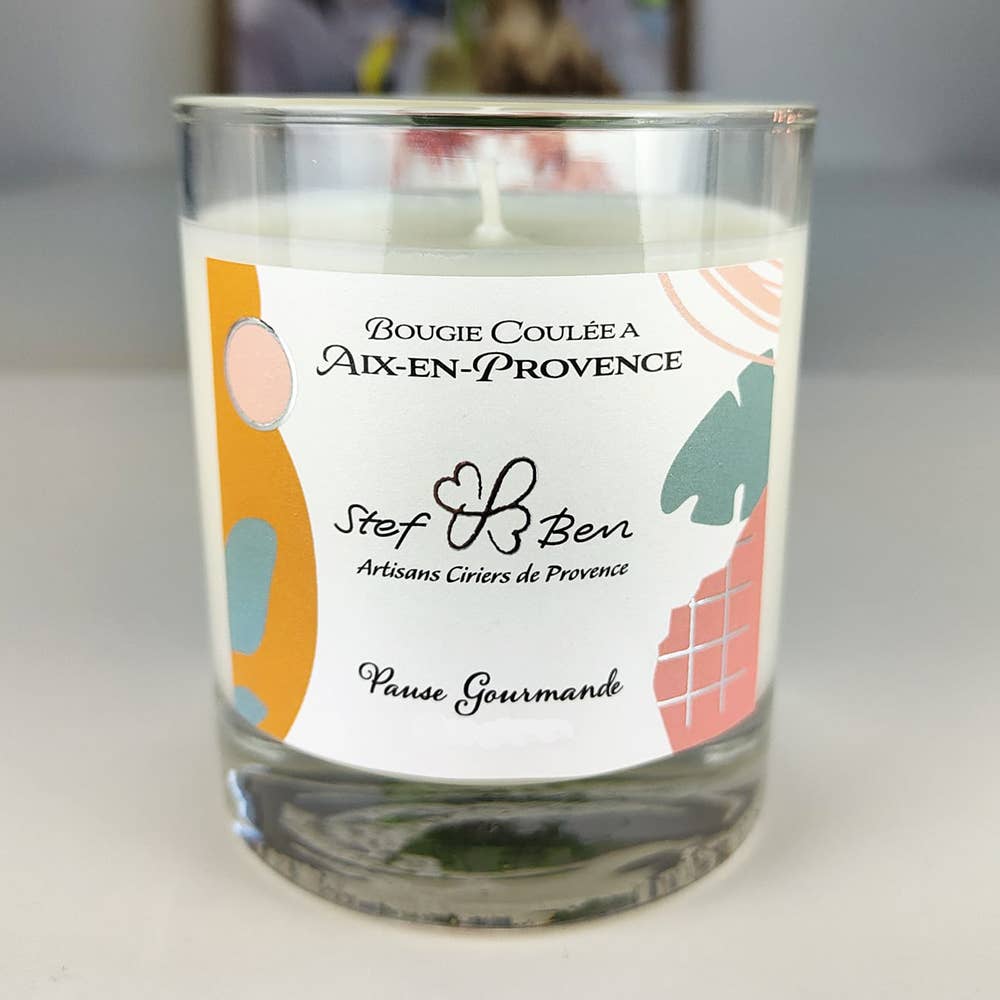 Bougie Coulée a
Aix-en-Provence
Stef Ben
Artisans Ciriers de Provence
Pause Gourmande